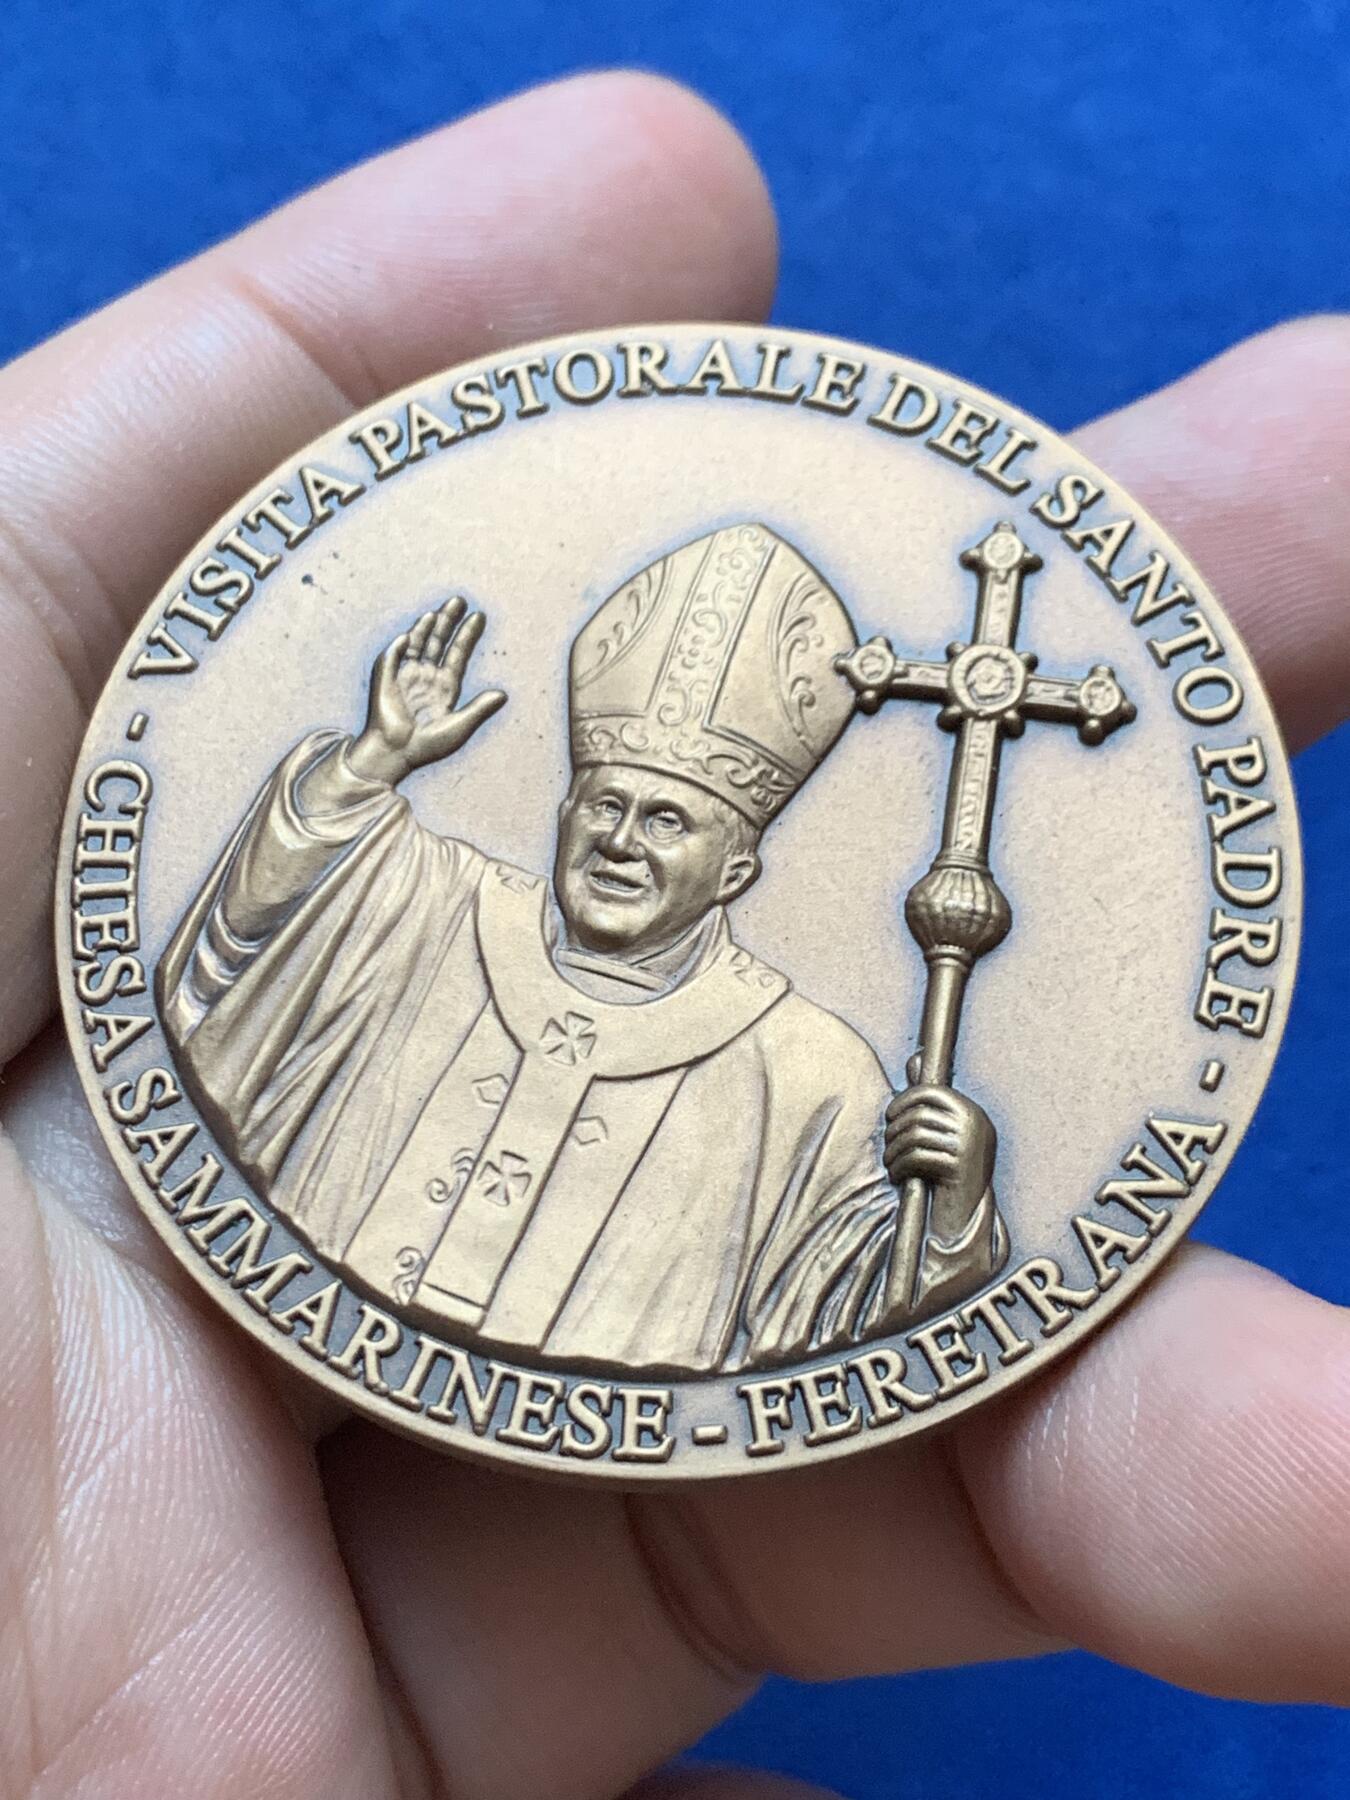 VISITA PASTORALE DEL SANTO PADRE -
CHIESA SAMMARINESE - FERETRANA -